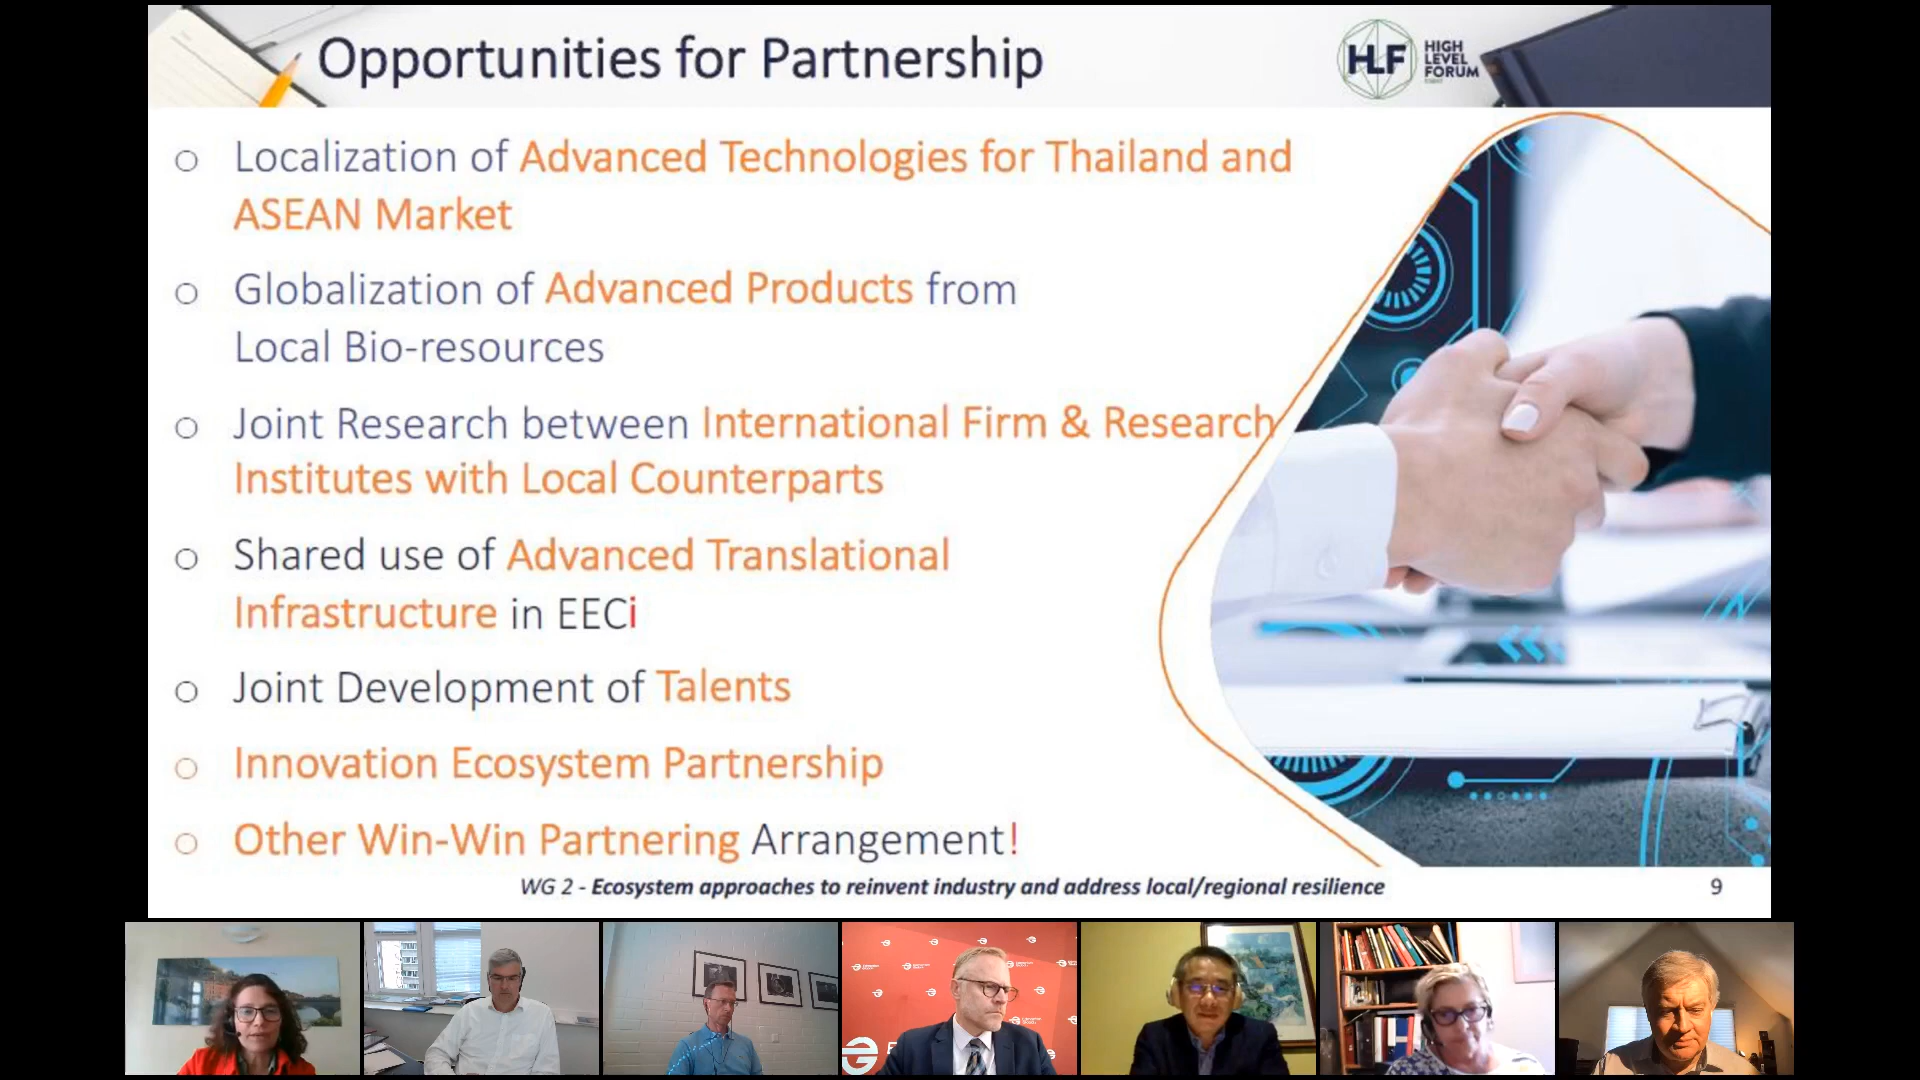 Opportunities for Partnership
HLF
HIGH
LEVEL
FORUM
○ Localization of Advanced Technologies for Thailand and
ASEAN Market
○ Globalization of Advanced Products from
Local Bio-resources
○ Joint Research between International Firm & Research
Institutes with Local Counterparts
○ Shared use of Advanced Translational
Infrastructure in EECi
○ Joint Development of Talents
○ Innovation Ecosystem Partnership
○ Other Win-Win Partnering Arrangement!
WG 2 - Ecosystem approaches to reinvent industry and address local/regional resilience
9